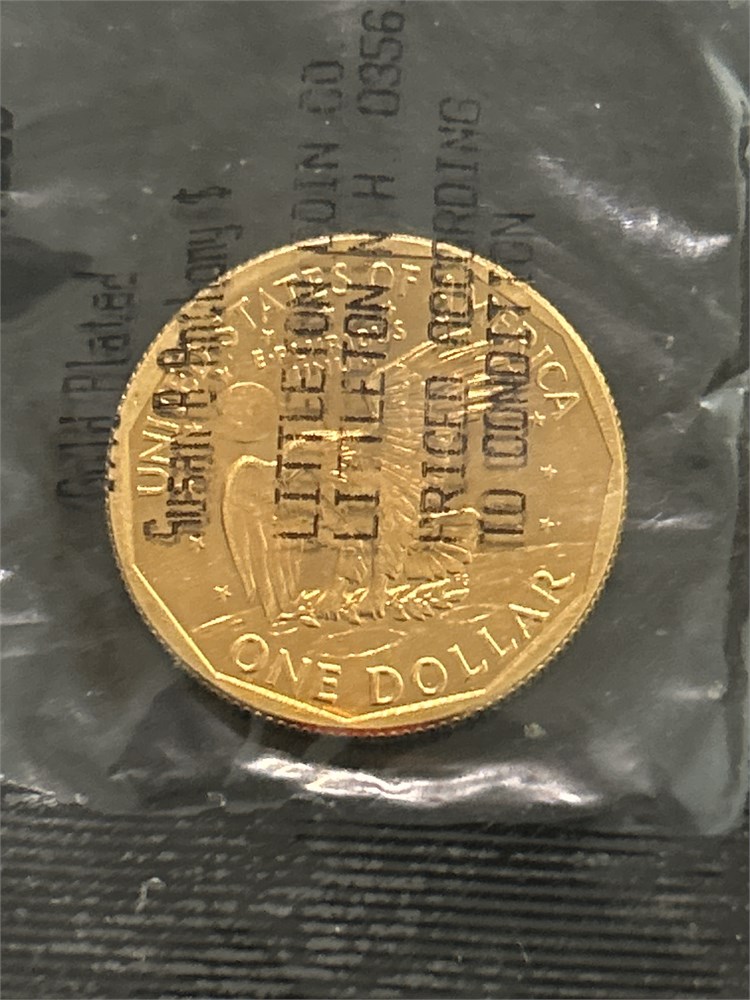 Gold Plated
Susan B Anthony $
LITTLETON COIN CO
LITTLETON N H 0356
PRICED ACCORDING
TO CONDITION
UNITED STATES OF AMERICA
E·PLURIBUS
ONE DOLLAR